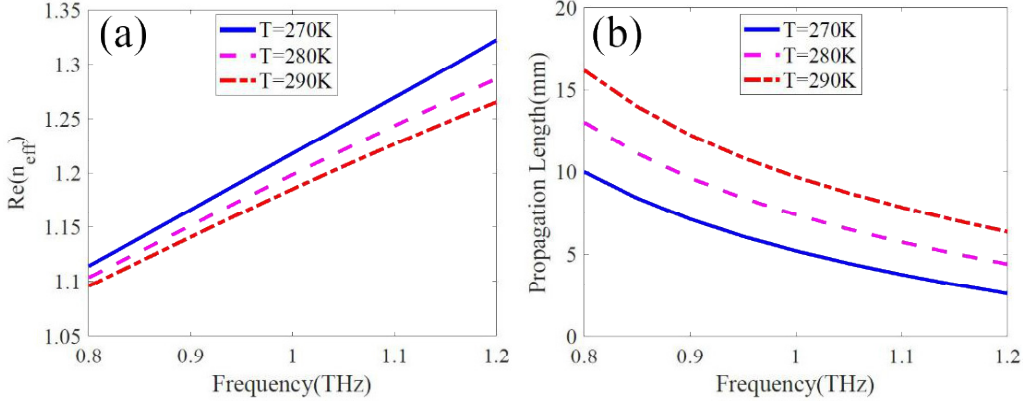 (a)
T=270K
T=280K
T=290K
Re(n_eff)
1.35
1.3
1.25
1.2
1.15
1.1
1.05
0.8
0.9
1
1.1
1.2
Frequency(THz)
(b)
T=270K
T=280K
T=290K
Propagation Length(mm)
20
15
10
5
0
0.8
0.9
1
1.1
1.2
Frequency(THz)